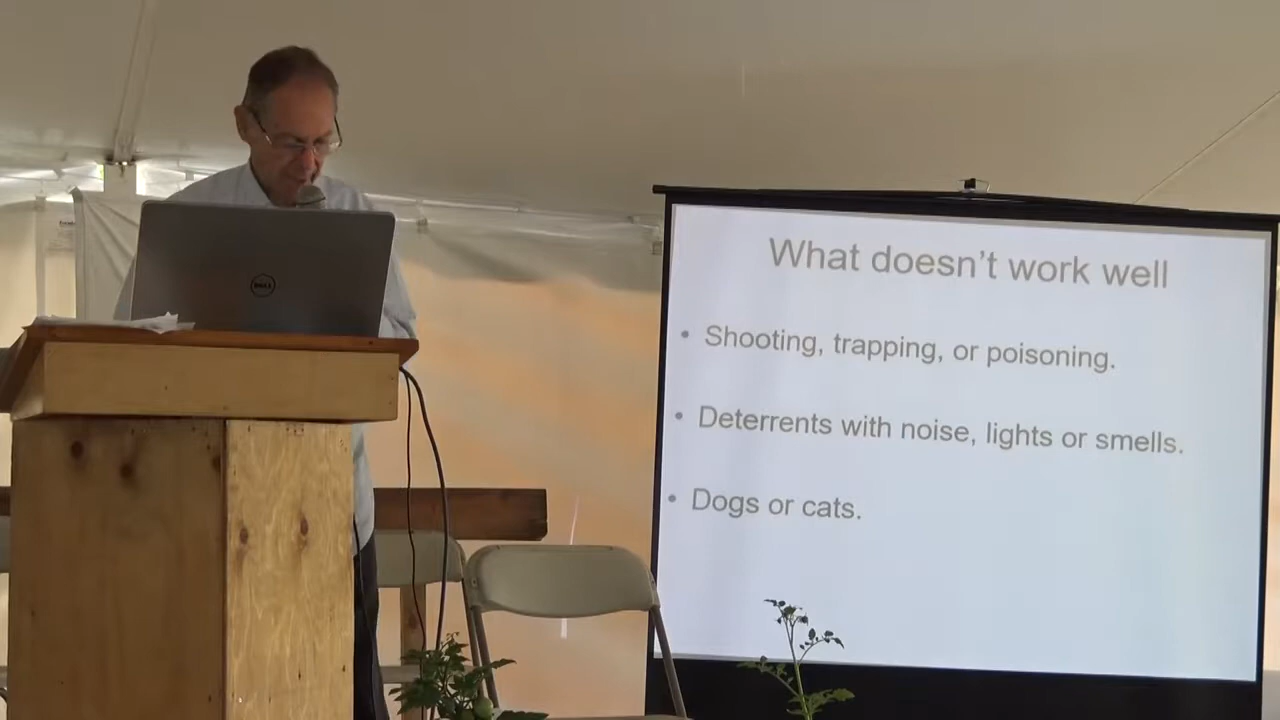 What doesn't work well
• Shooting, trapping, or poisoning.
• Deterrents with noise, lights or smells.
• Dogs or cats.
DELL